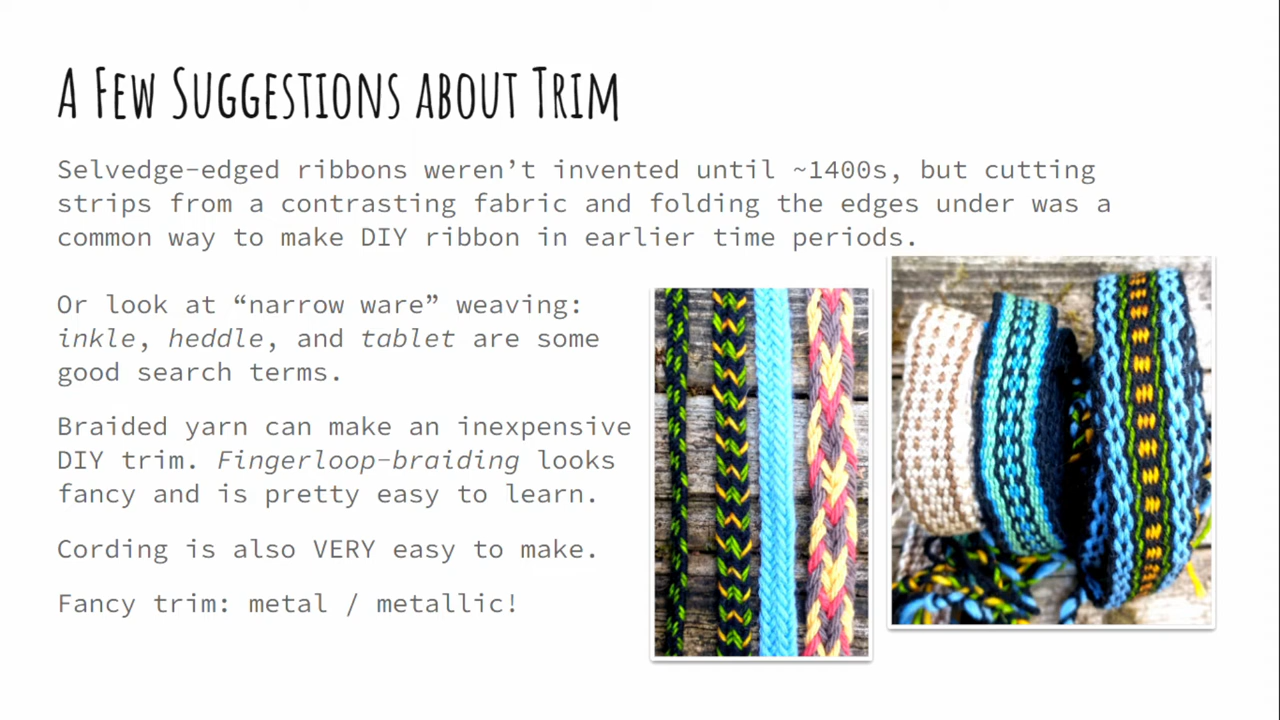 A Few Suggestions about Trim
Selvedge-edged ribbons weren’t invented until ~1400s, but cutting
strips from a contrasting fabric and folding the edges under was a
common way to make DIY ribbon in earlier time periods.
Or look at “narrow ware” weaving:
inkle, heddle, and tablet are some
good search terms.
Braided yarn can make an inexpensive
DIY trim. Fingerloop-braiding looks
fancy and is pretty easy to learn.
Cording is also VERY easy to make.
Fancy trim: metal / metallic!